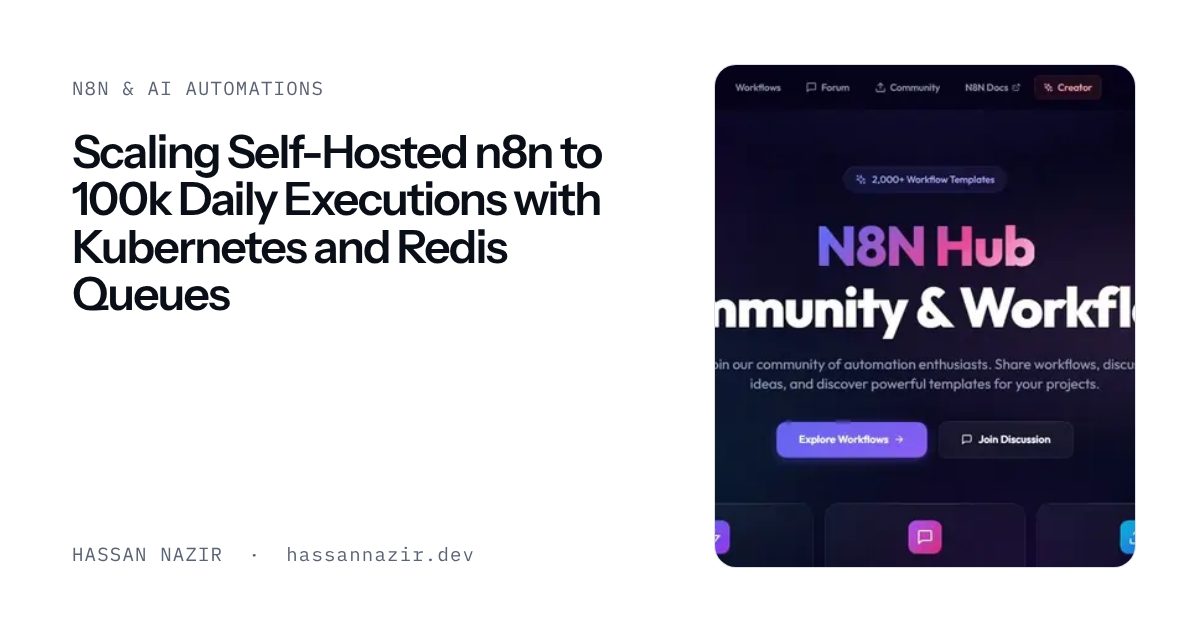 N8N & AI AUTOMATIONS
Scaling Self-Hosted n8n to
100k Daily Executions with
Kubernetes and Redis
Queues
HASSAN NAZIR · hassannazir.dev
Workflows Forum Community N8N Docs Creator
2,000+ Workflow Templates
N8N Hub
mmunity & Workfl
oin our community of automation enthusiasts. Share workflows, discu
ideas, and discover powerful templates for your projects.
Explore Workflows → Join Discussion